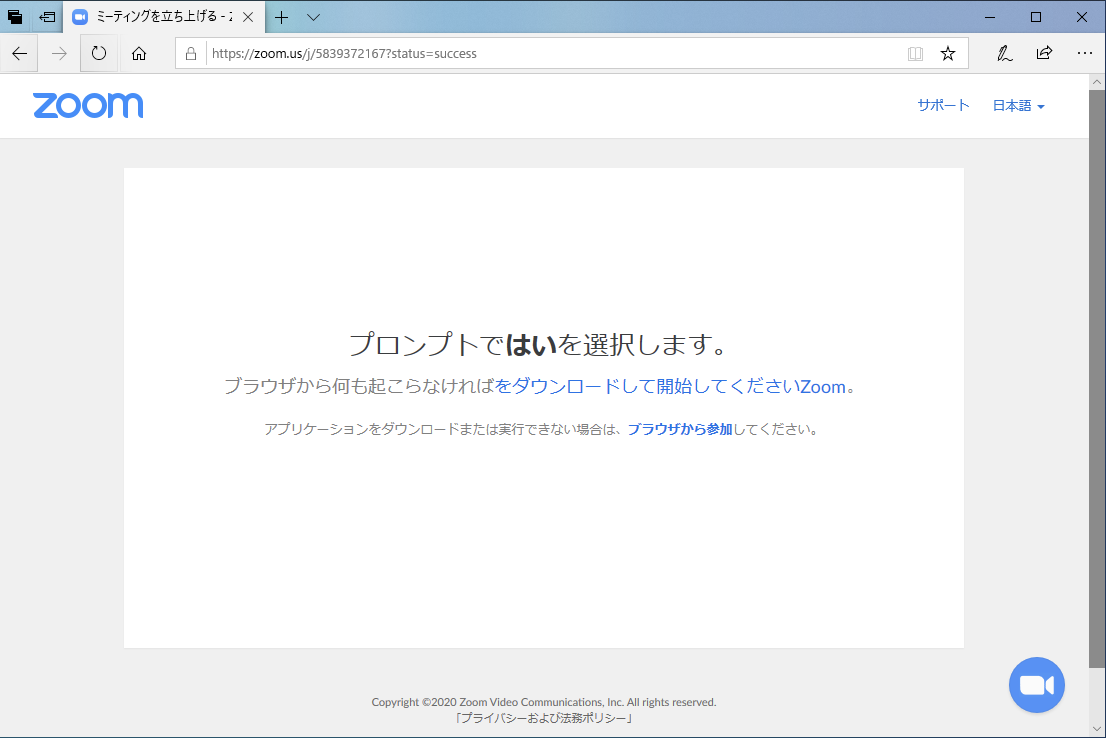 ミーティングを立ち上げる - Z
https://zoom.us/j/5839372167?status=success
zoom
サポート 日本語
プロンプトではいを選択します。
ブラウザから何も起こらなければをダウンロードして開始してくださいZoom。
アプリケーションをダウンロードまたは実行できない場合は、ブラウザから参加してください。
Copyright ©2020 Zoom Video Communications, Inc. All rights reserved.
「プライバシーおよび法務ポリシー」